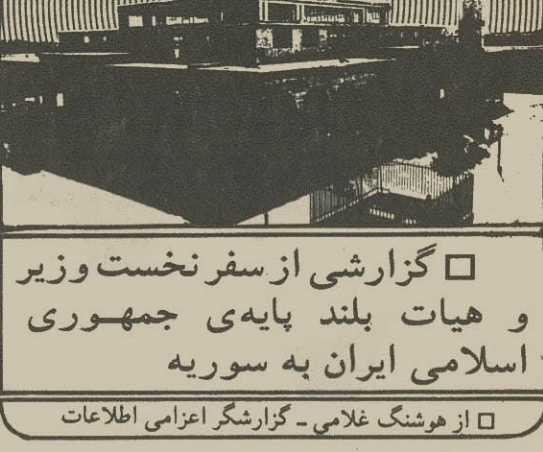 □ گزارشی از سفر نخست وزیر
و هیات بلند پایه‌ی جمهوری
اسلامی ایران به سوریه
□ از هوشنگ غلامی ـ گزارشگر اعزامی اطلاعات